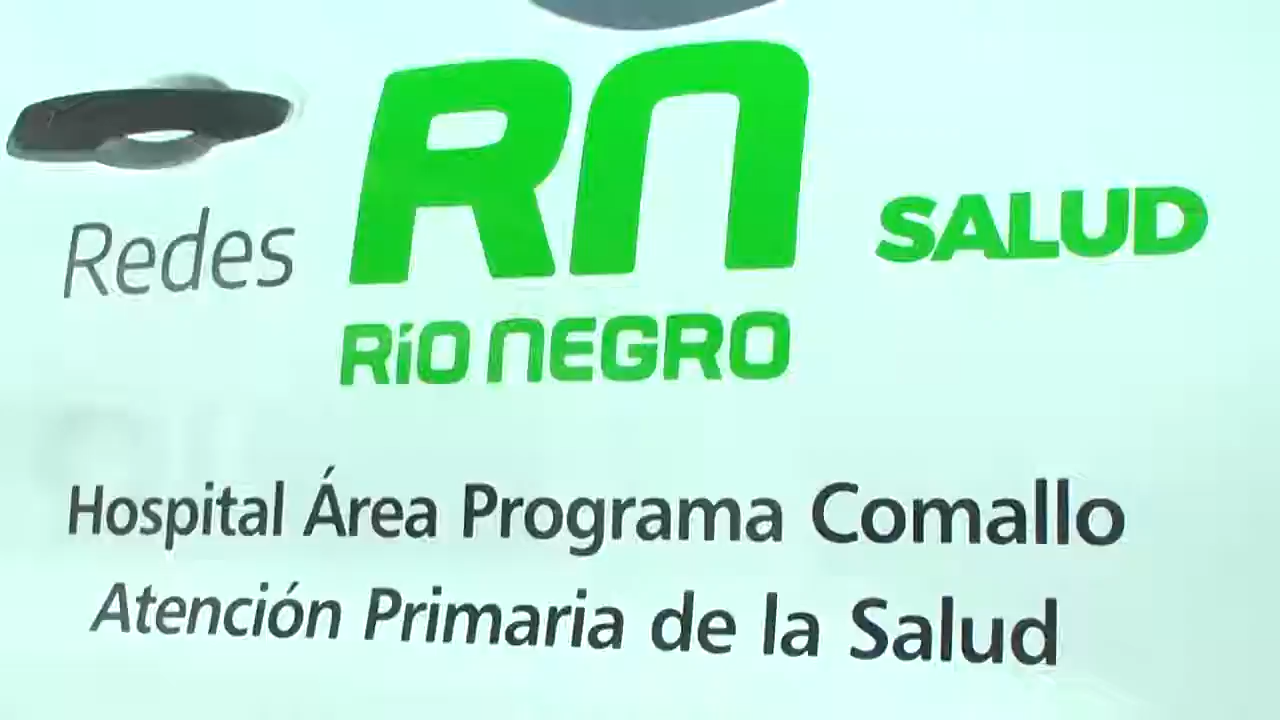 Redes
RN
SALUD
RÍO NEGRO
Hospital Área Programa Comallo
Atención Primaria de la Salud